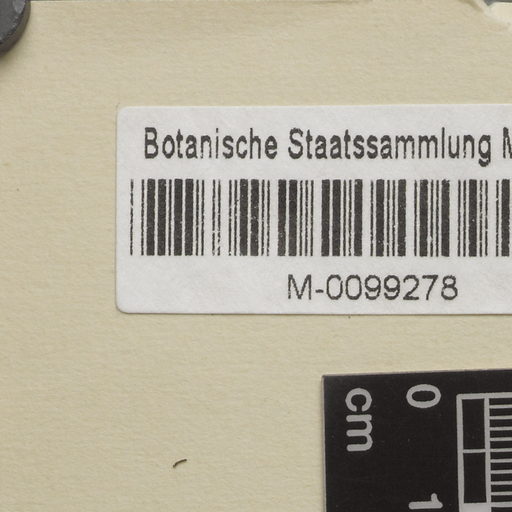 Botanische Staatssammlung M
M-0099278
0
cm
1